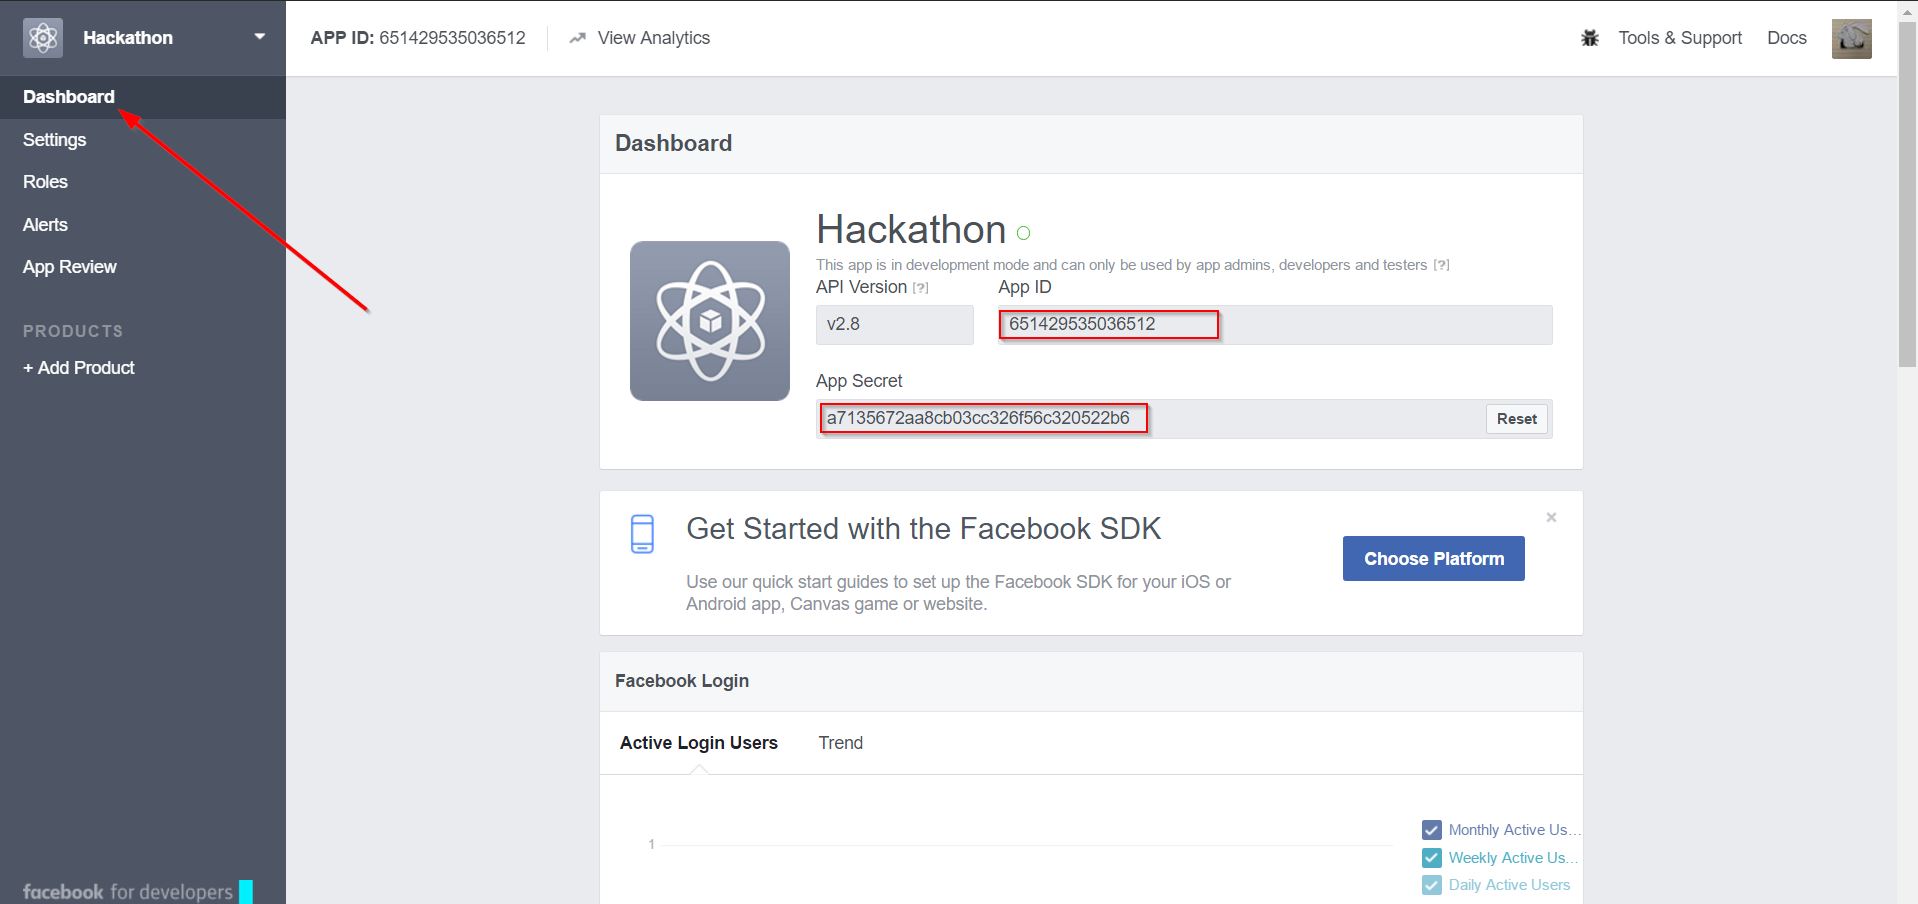 Hackathon
APP ID: 651429535036512
View Analytics
Tools & Support
Docs
Dashboard
Settings
Roles
Alerts
App Review
PRODUCTS
+ Add Product
facebook for developers
Dashboard
Hackathon
This app is in development mode and can only be used by app admins, developers and testers [?]
API Version [?]
App ID
v2.8
651429535036512
App Secret
a7135672aa8cb03cc326f56c320522b6
Reset
Get Started with the Facebook SDK
Use our quick start guides to set up the Facebook SDK for your iOS or
Android app, Canvas game or website.
Choose Platform
Facebook Login
Active Login Users
Trend
1
Monthly Active Us...
Weekly Active Us...
Daily Active Users